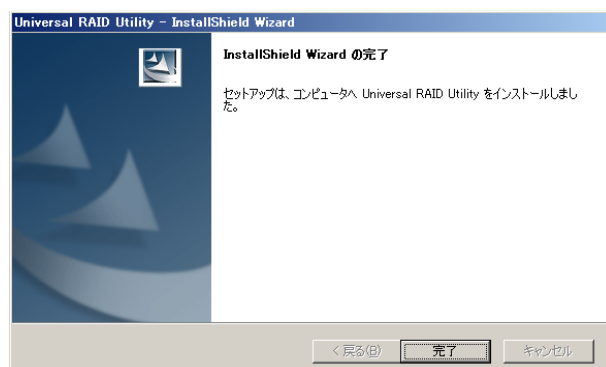 Universal RAID Utility - InstallShield Wizard
InstallShield Wizard の完了
セットアップは、コンピュータへ Universal RAID Utility をインストールしまし
た。
< 戻る(B)
完了
キャンセル